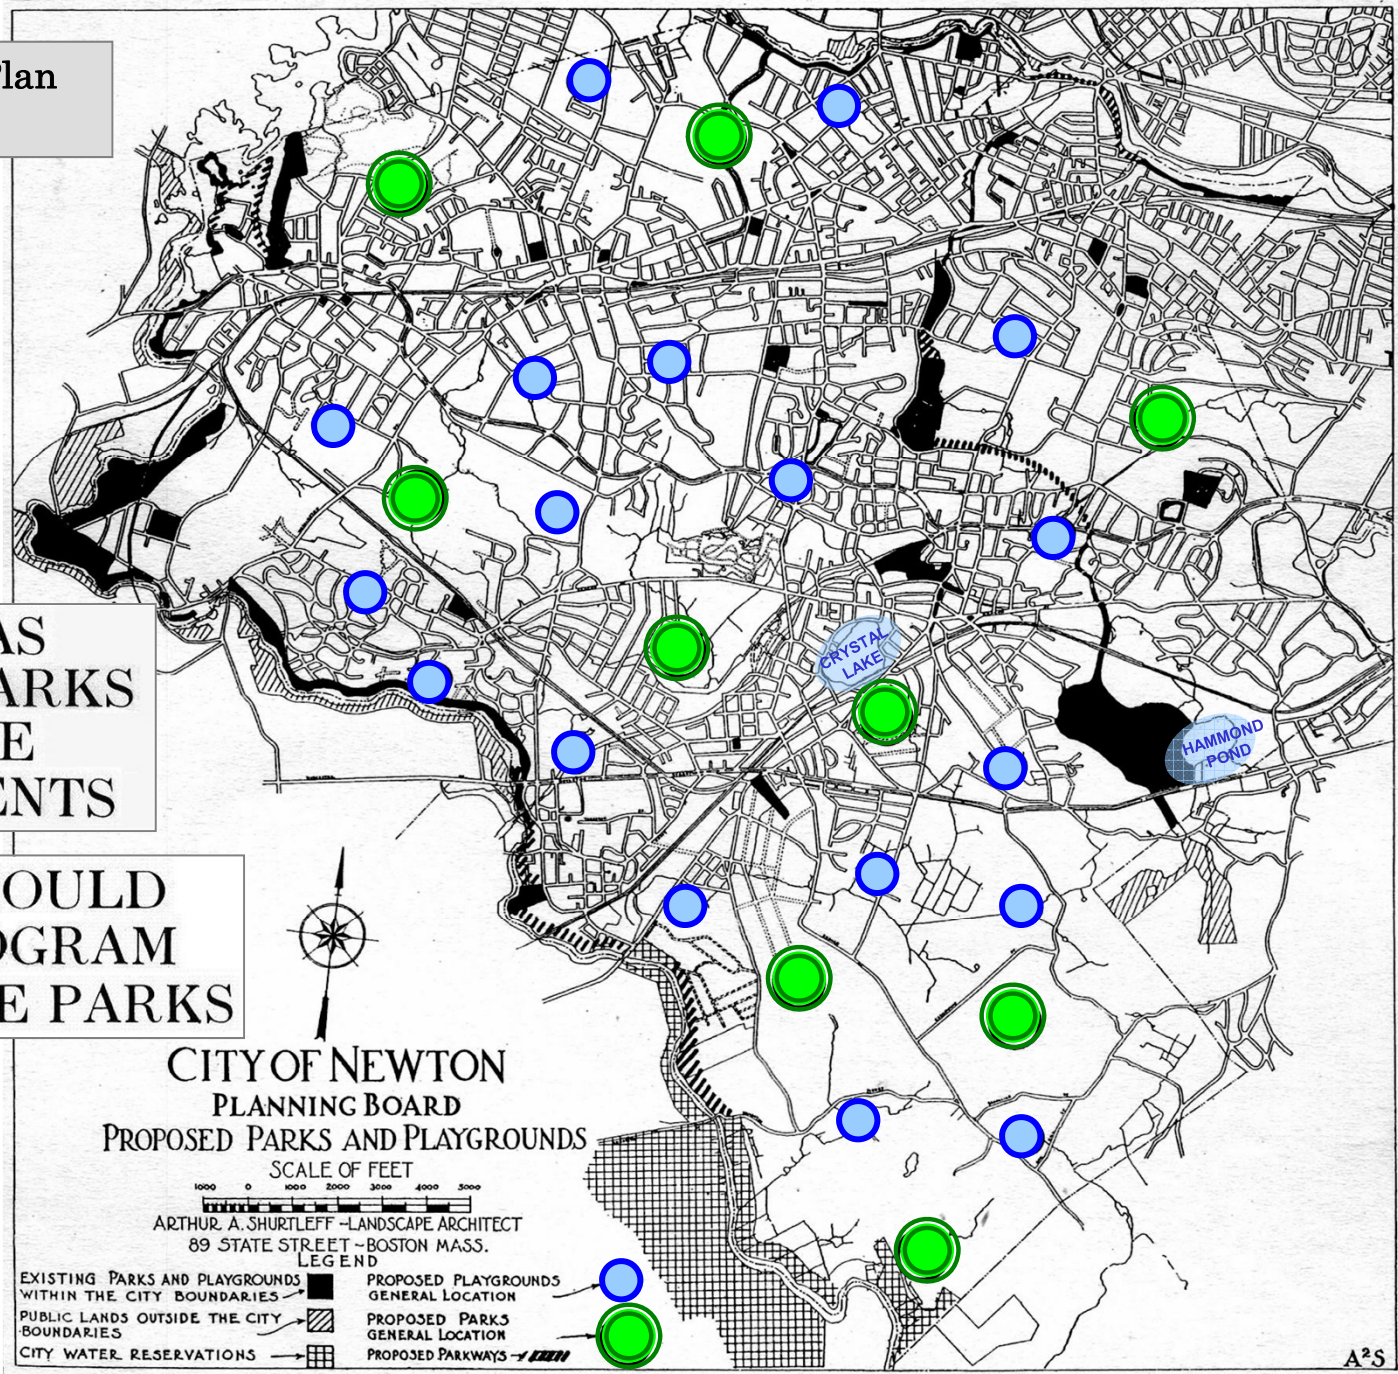 Plan
AS
ARKS
E
ENTS
OULD
OGRAM
E PARKS
CRYSTAL
LAKE
HAMMOND
POND
CITY OF NEWTON
PLANNING BOARD
PROPOSED PARKS AND PLAYGROUNDS
SCALE OF FEET
1000 0 1000 2000 3000 4000 5000
ARTHUR A. SHURTLEFF - LANDSCAPE ARCHITECT
89 STATE STREET - BOSTON MASS.
LEGEND
EXISTING PARKS AND PLAYGROUNDS
WITHIN THE CITY BOUNDARIES
PUBLIC LANDS OUTSIDE THE CITY
BOUNDARIES
CITY WATER RESERVATIONS
PROPOSED PLAYGROUNDS
GENERAL LOCATION
PROPOSED PARKS
GENERAL LOCATION
PROPOSED PARKWAYS
A²S